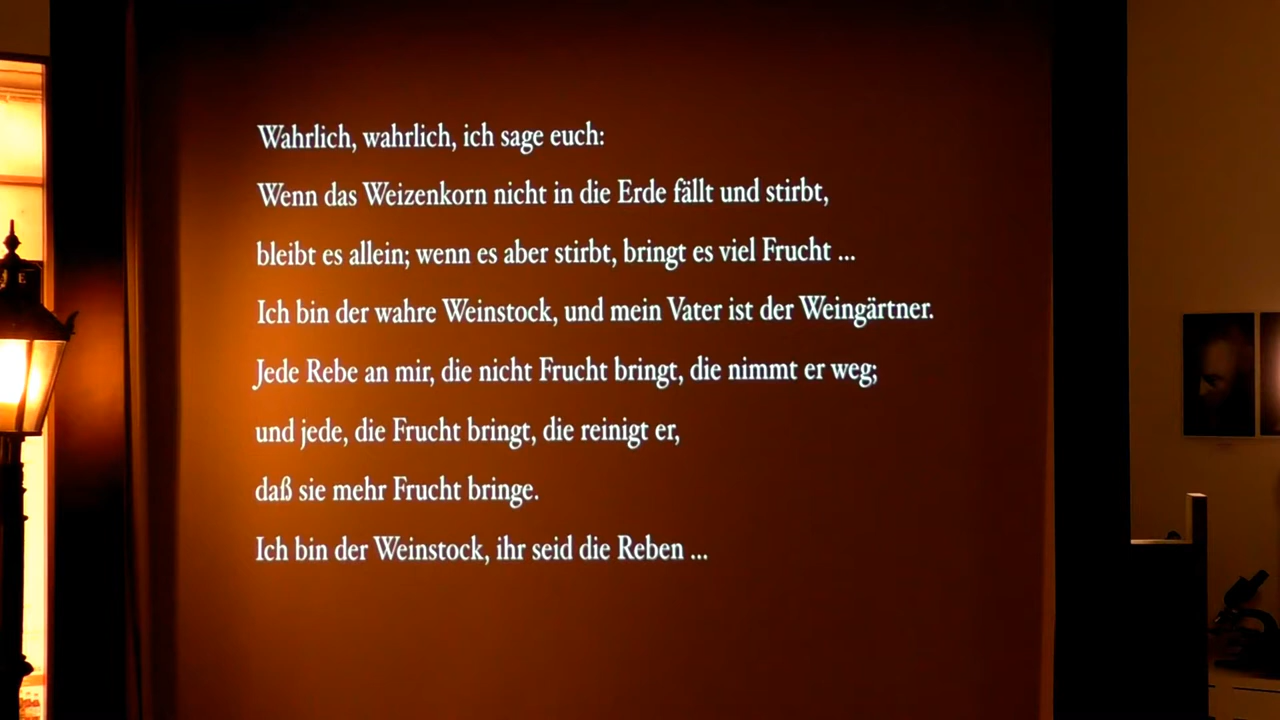 Wahrlich, wahrlich, ich sage euch:
Wenn das Weizenkorn nicht in die Erde fällt und stirbt,
bleibt es allein; wenn es aber stirbt, bringt es viel Frucht ...
Ich bin der wahre Weinstock, und mein Vater ist der Weingärtner.
Jede Rebe an mir, die nicht Frucht bringt, die nimmt er weg;
und jede, die Frucht bringt, die reinigt er,
daß sie mehr Frucht bringe.
Ich bin der Weinstock, ihr seid die Reben ...